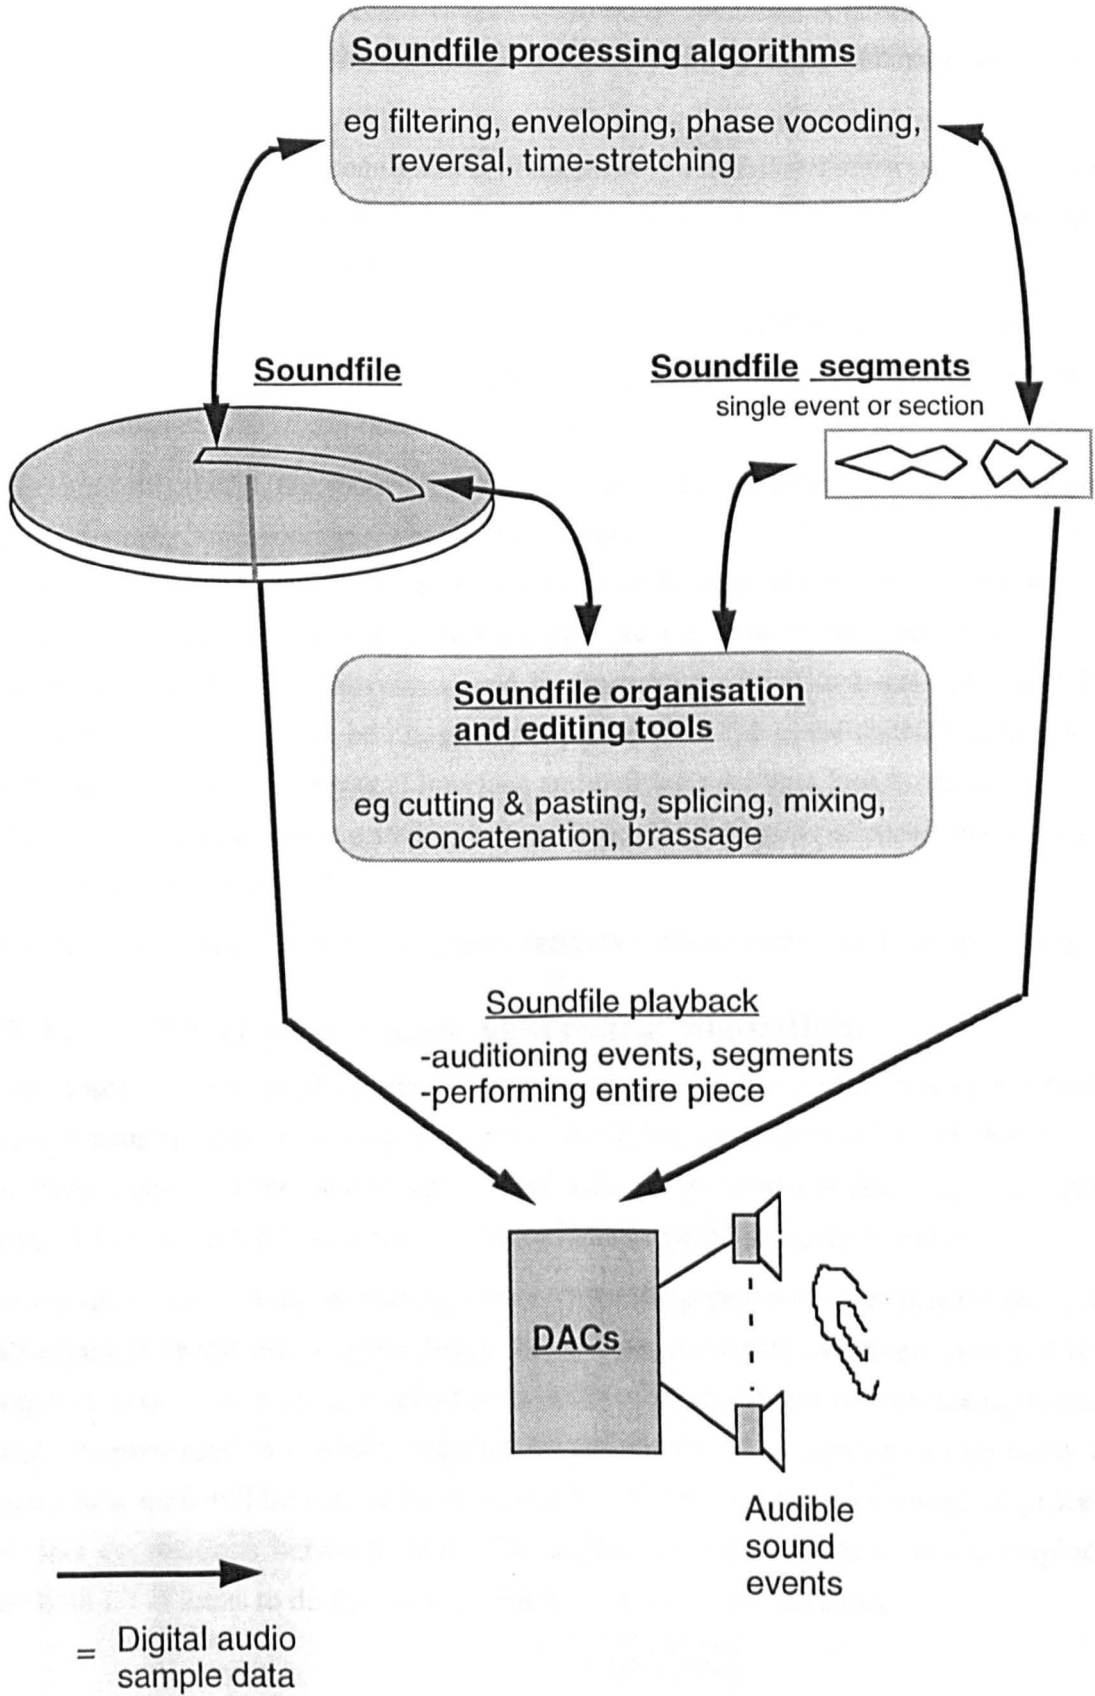 Soundfile processing algorithms
eg filtering, enveloping, phase vocoding,
reversal, time-stretching
Soundfile
Soundfile segments
single event or section
Soundfile organisation
and editing tools
eg cutting & pasting, splicing, mixing,
concatenation, brassage
Soundfile playback
-auditioning events, segments
-performing entire piece
DACs
Audible
sound
events
= Digital audio
sample data